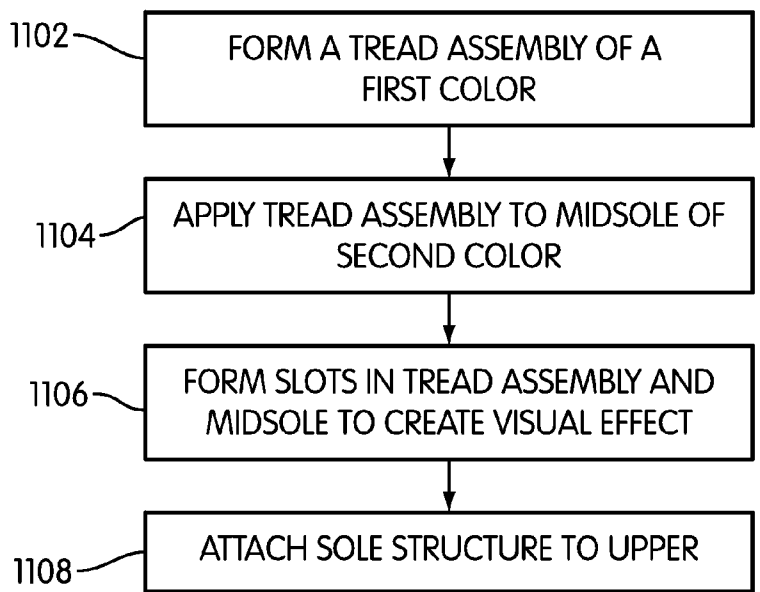 1102
FORM A TREAD ASSEMBLY OF A
FIRST COLOR
1104
APPLY TREAD ASSEMBLY TO MIDSOLE OF
SECOND COLOR
1106
FORM SLOTS IN TREAD ASSEMBLY AND
MIDSOLE TO CREATE VISUAL EFFECT
1108
ATTACH SOLE STRUCTURE TO UPPER